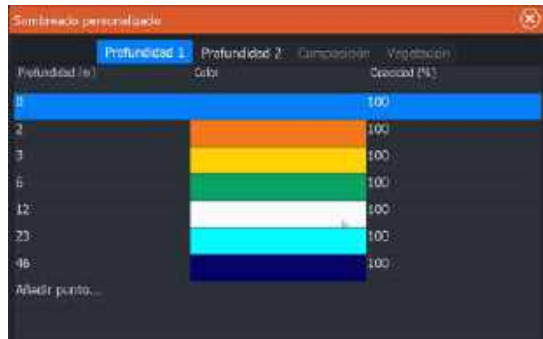 Sombreado personalizado
Profundidad 1 Profundidad 2 Composición Vegetación
Profundidad (m) Color Opacidad (%)
0 100
2 100
3 100
6 100
12 100
23 100
46 100
Añadir punto...